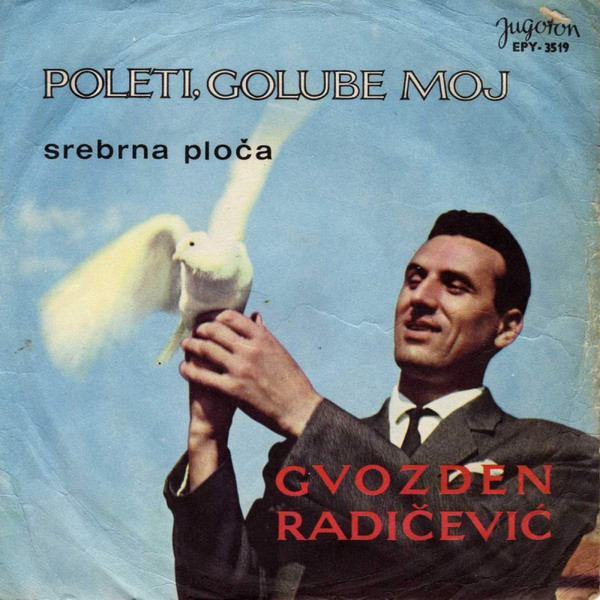 Jugoton
EPY-3519
POLETI, GOLUBE MOJ
srebrna ploča
GVOZDEN
RADIČEVIĆ